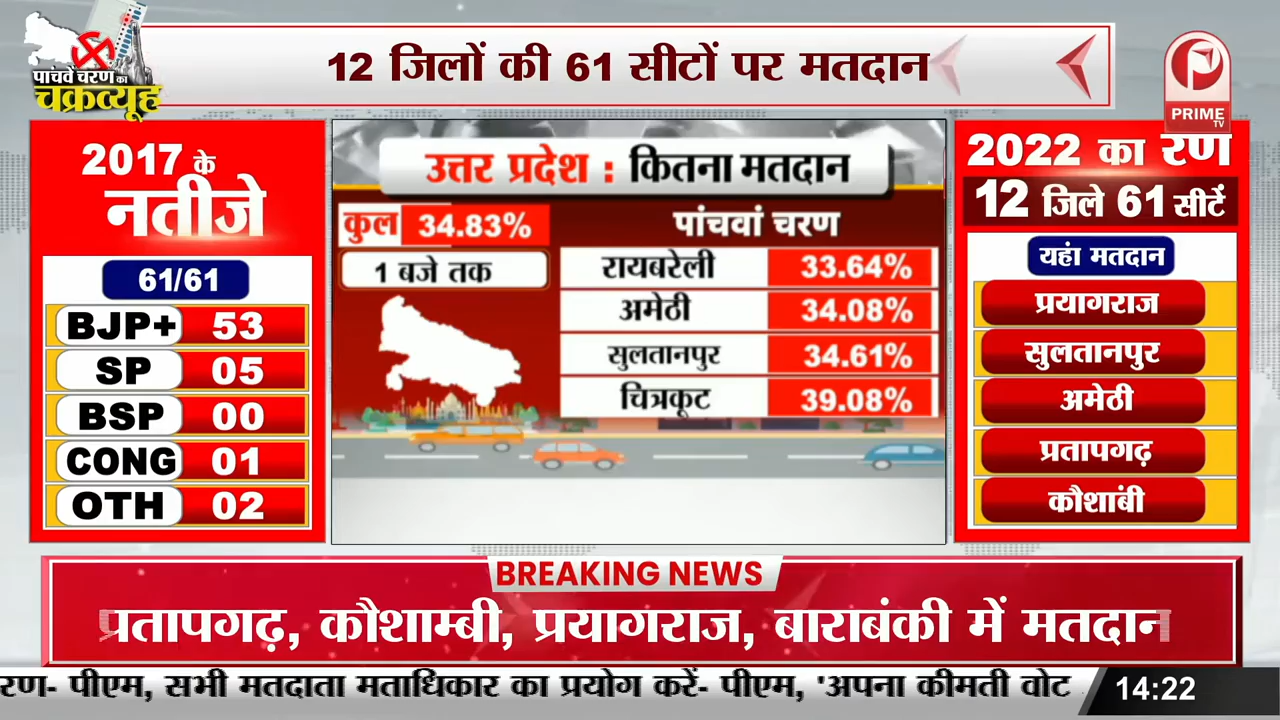 पांचवें चरण का
चक्रव्यूह
12 जिलों की 61 सीटों पर मतदान
PRIME
TV
2017 के
नतीजे
61/61
BJP+ 53
SP 05
BSP 00
CONG 01
OTH 02
उत्तर प्रदेश : कितना मतदान
कुल 34.83%
1 बजे तक
पांचवां चरण
रायबरेली 33.64%
अमेठी 34.08%
सुलतानपुर 34.61%
चित्रकूट 39.08%
2022 का रण
12 जिले 61 सीटें
यहां मतदान
प्रयागराज
सुलतानपुर
अमेठी
प्रतापगढ़
कौशांबी
BREAKING NEWS
प्रतापगढ़, कौशाम्बी, प्रयागराज, बाराबंकी में मतदान
रण- पीएम, सभी मतदाता मताधिकार का प्रयोग करें- पीएम, 'अपना कीमती वोट
14:22